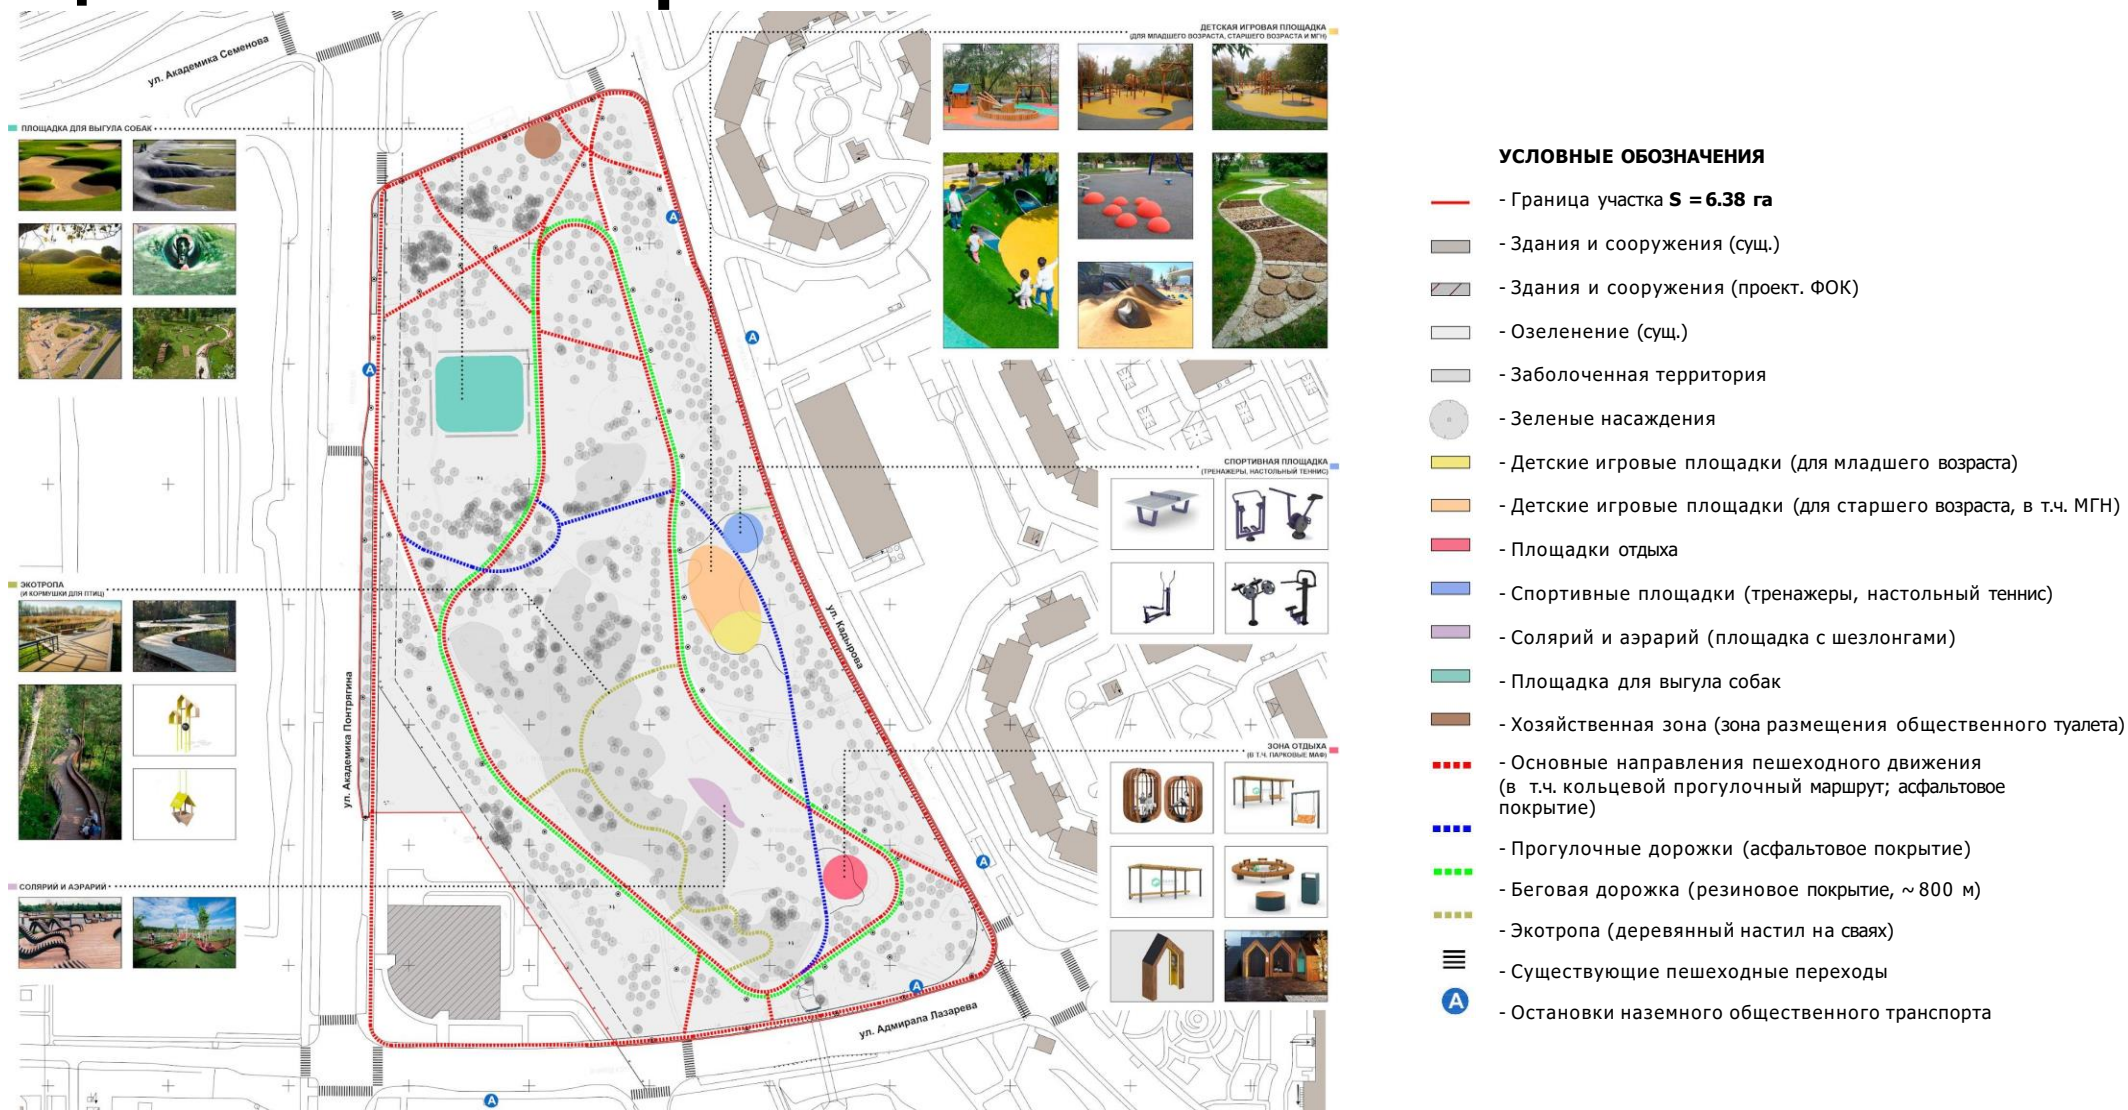 ул. Академика Семенова
ПЛОЩАДКА ДЛЯ ВЫГУЛА СОБАК
ЭКОТРОПА
(И КОРМУШКИ ДЛЯ ПТИЦ)
СОЛЯРИЙ И АЭРАРИЙ
ул. Академика Понтрягина
ул. Кадырова
ул. Адмирала Лазарева
А
А
А
А
А
А
ДЕТСКАЯ ИГРОВАЯ ПЛОЩАДКА
(ДЛЯ МЛАДШЕГО ВОЗРАСТА, СТАРШЕГО ВОЗРАСТА И МГН)
СПОРТИВНАЯ ПЛОЩАДКА
(ТРЕНАЖЕРЫ, НАСТОЛЬНЫЙ ТЕННИС)
ЗОНА ОТДЫХА
(В Т.Ч. ПАРКОВЫЕ МАФ)
УСЛОВНЫЕ ОБОЗНАЧЕНИЯ
- Граница участка S = 6.38 га
- Здания и сооружения (сущ.)
- Здания и сооружения (проект. ФОК)
- Озеленение (сущ.)
- Заболоченная территория
- Зеленые насаждения
- Детские игровые площадки (для младшего возраста)
- Детские игровые площадки (для старшего возраста, в т.ч. МГН)
- Площадки отдыха
- Спортивные площадки (тренажеры, настольный теннис)
- Солярий и аэрарий (площадка с шезлонгами)
- Площадка для выгула собак
- Хозяйственная зона (зона размещения общественного туалета)
- Основные направления пешеходного движения
(в т.ч. кольцевой прогулочный маршрут; асфальтовое
покрытие)
- Прогулочные дорожки (асфальтовое покрытие)
- Беговая дорожка (резиновое покрытие, ~ 800 м)
- Экотропа (деревянный настил на сваях)
- Существующие пешеходные переходы
А
- Остановки наземного общественного транспорта